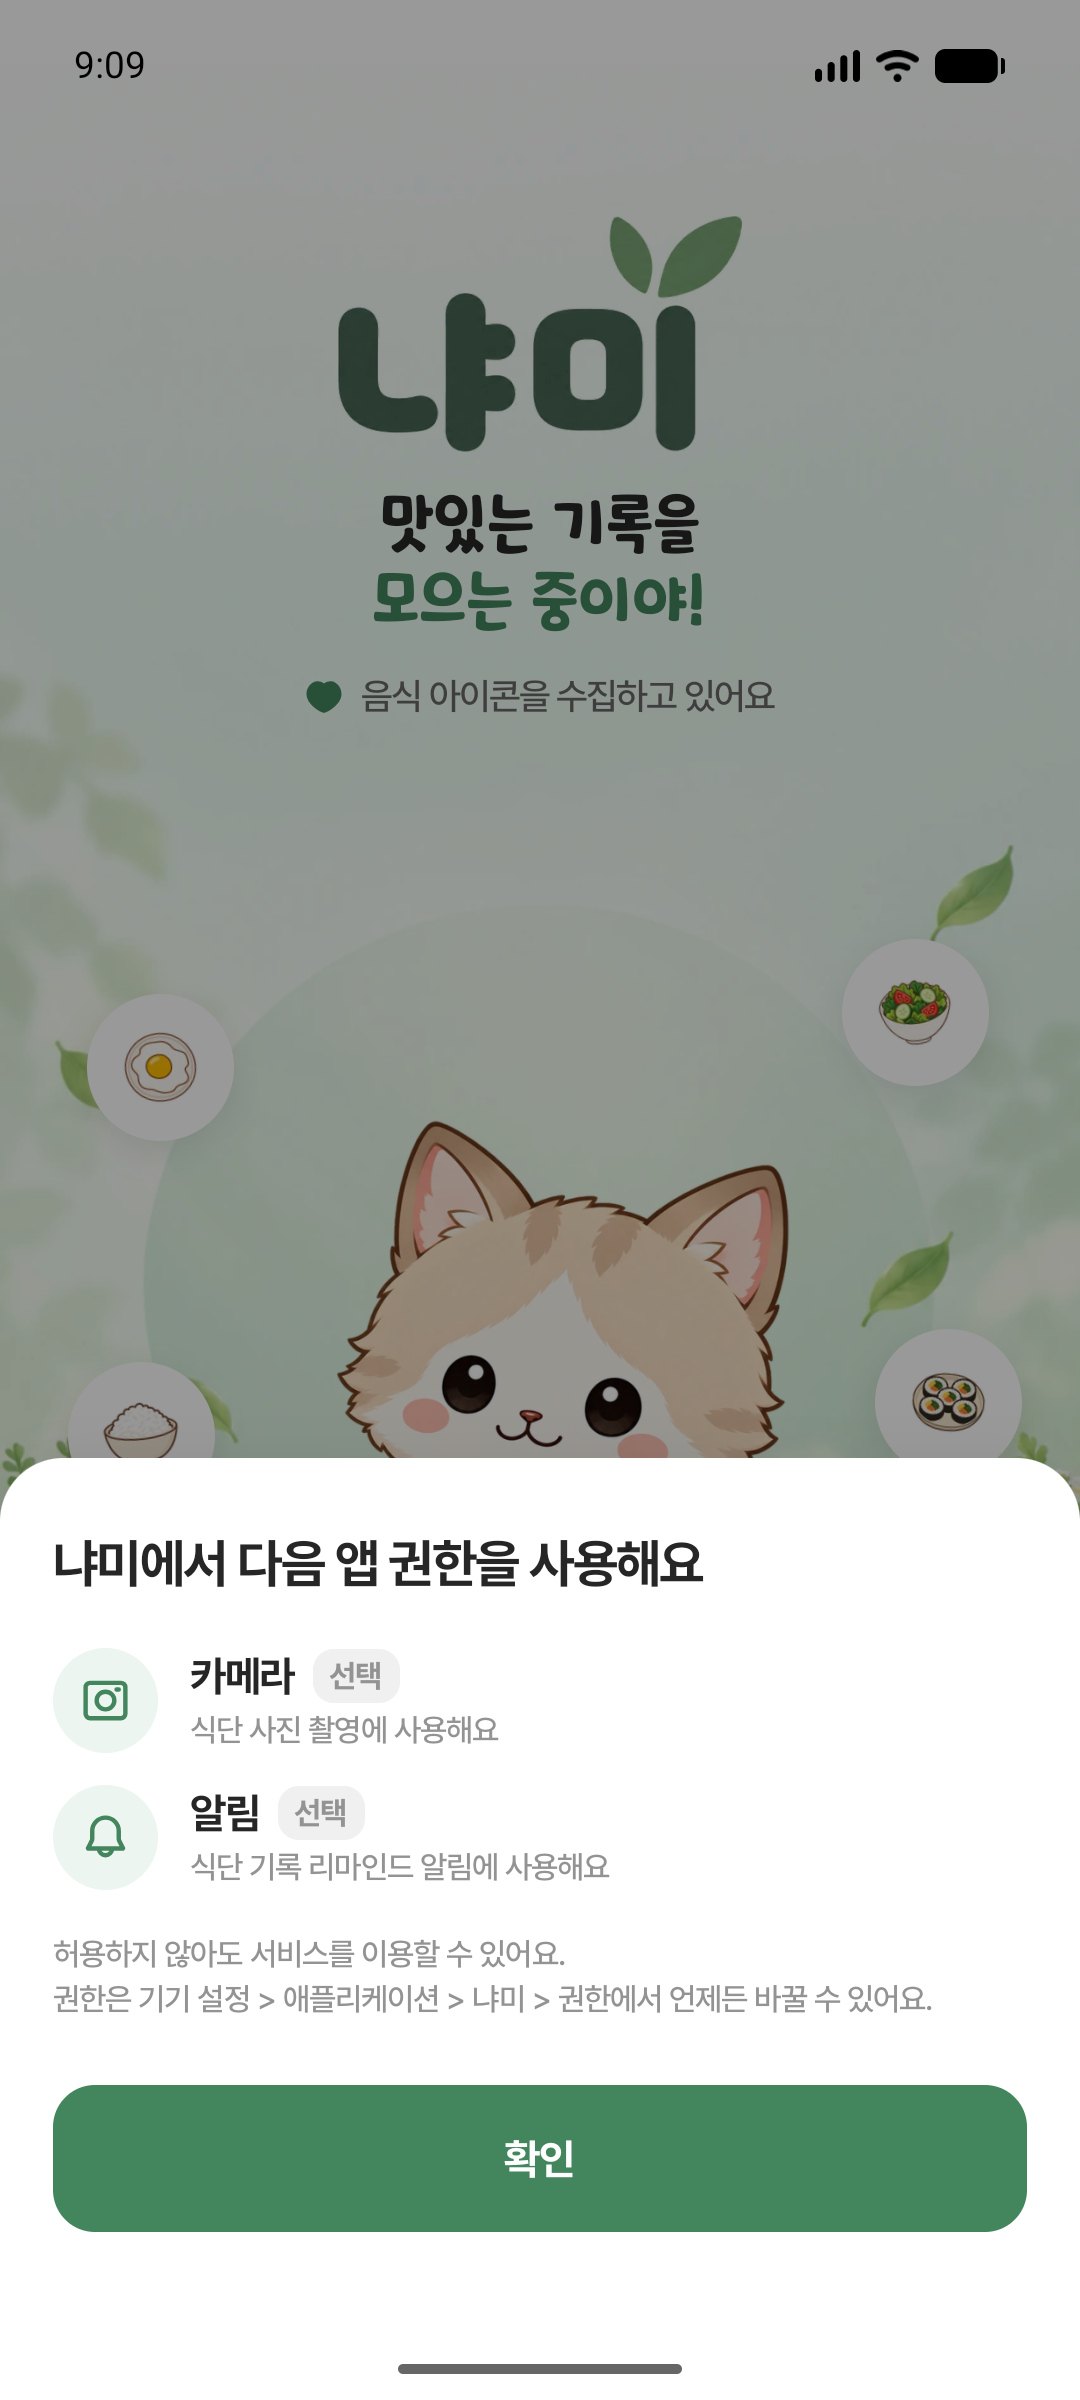 9:09
냐미
맛있는 기록을
모으는 중이야!
음식 아이콘을 수집하고 있어요
냐미에서 다음 앱 권한을 사용해요
카메라 선택
식단 사진 촬영에 사용해요
알림 선택
식단 기록 리마인드 알림에 사용해요
허용하지 않아도 서비스를 이용할 수 있어요.
권한은 기기 설정 > 애플리케이션 > 냐미 > 권한에서 언제든 바꿀 수 있어요.
확인